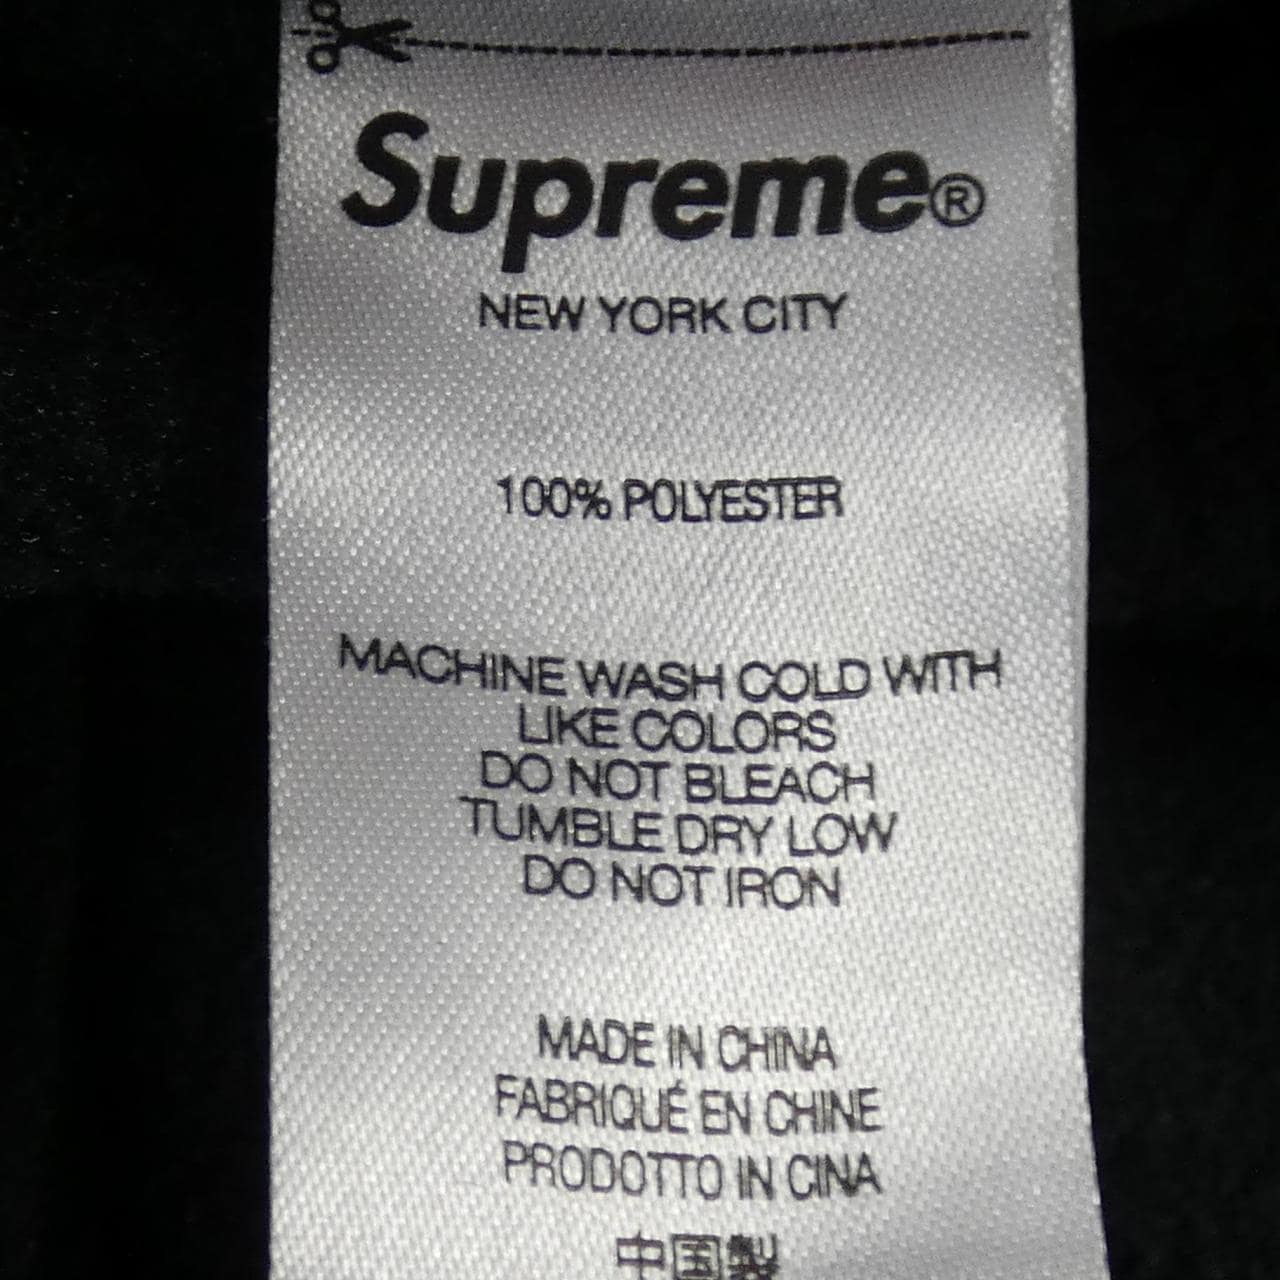 Supreme®
NEW YORK CITY
100% POLYESTER
MACHINE WASH COLD WITH
LIKE COLORS
DO NOT BLEACH
TUMBLE DRY LOW
DO NOT IRON
MADE IN CHINA
FABRIQUÉ EN CHINE
PRODOTTO IN CINA
中国製